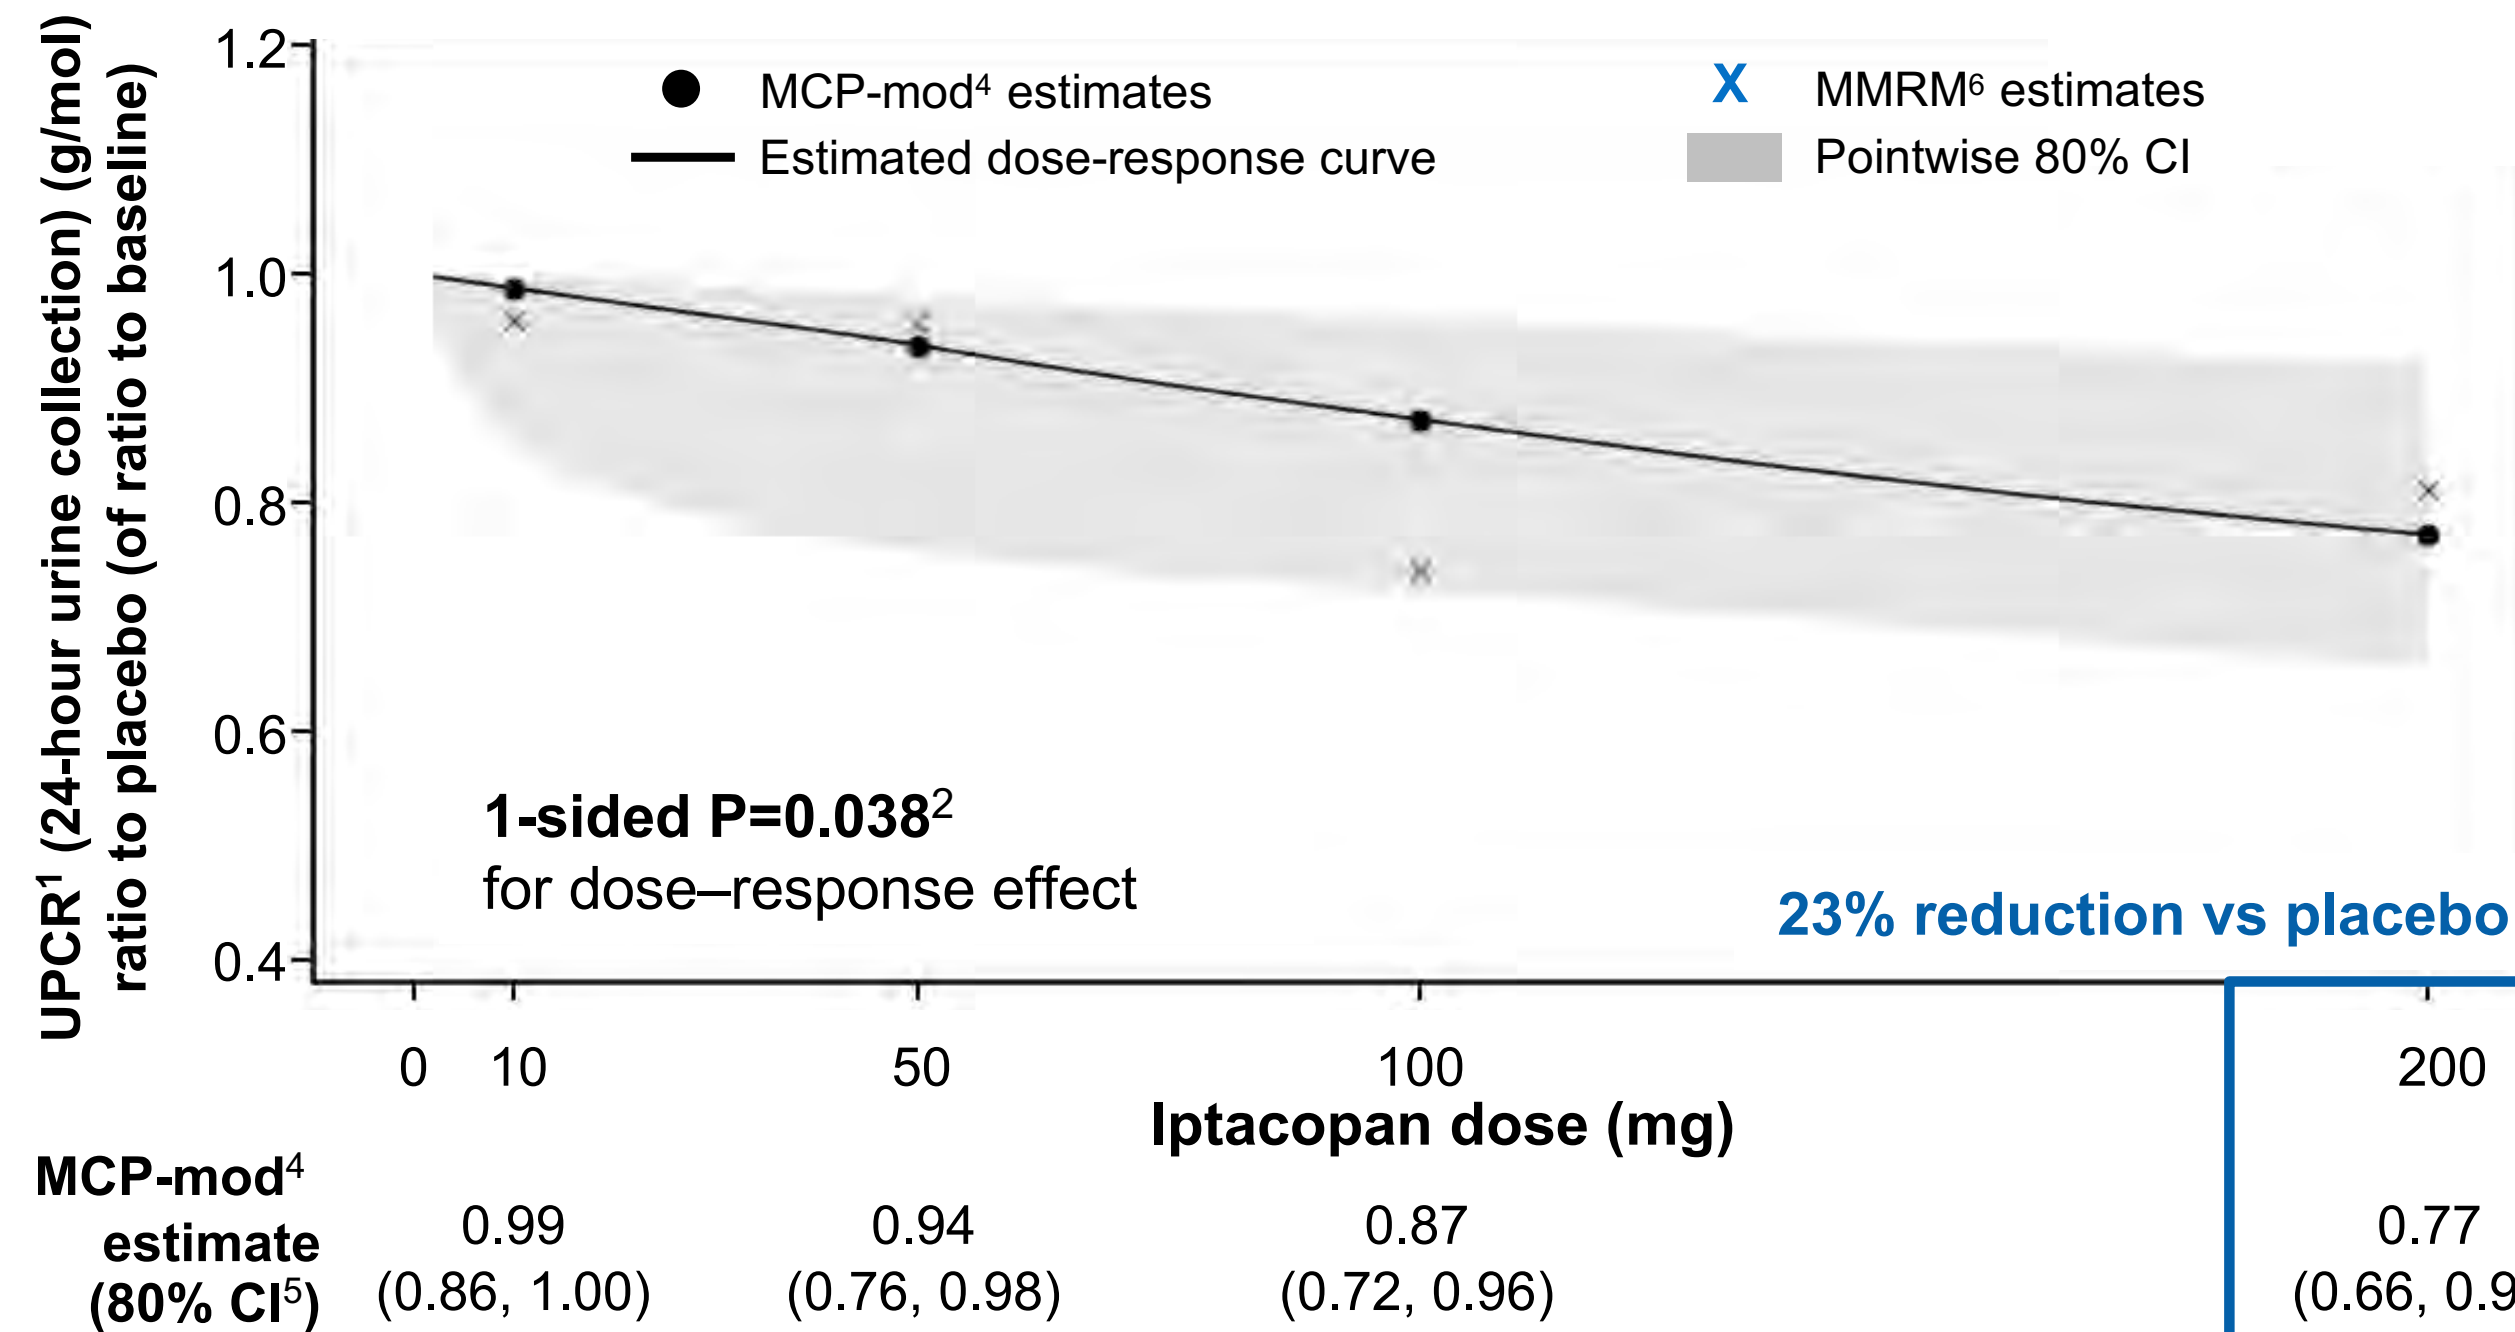 UPCR¹ (24-hour urine collection) (g/mol)
ratio to placebo (of ratio to baseline)
1.2
1.0
0.8
0.6
0.4
MCP-mod⁴ estimates
Estimated dose-response curve
X MMRM⁶ estimates
Pointwise 80% CI
1-sided P=0.038²
for dose–response effect
23% reduction vs placebo
0 10 50 100 200
Iptacopan dose (mg)
MCP-mod⁴
estimate
(80% CI⁵)
0.99 0.94 0.87 0.77
(0.86, 1.00) (0.76, 0.98) (0.72, 0.96) (0.66,